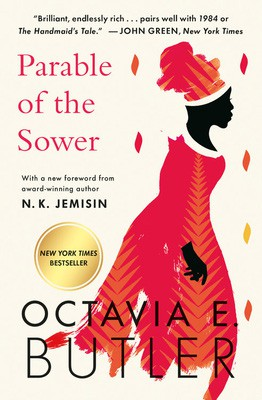 "Brilliant, endlessly rich . . . pairs well with 1984 or
The Handmaid's Tale." —JOHN GREEN, New York Times
Parable
of the
Sower
With a new foreword from
award-winning author
N. K. JEMISIN
NEW YORK TIMES
BESTSELLER
OCTAVIA E.
BUTLER